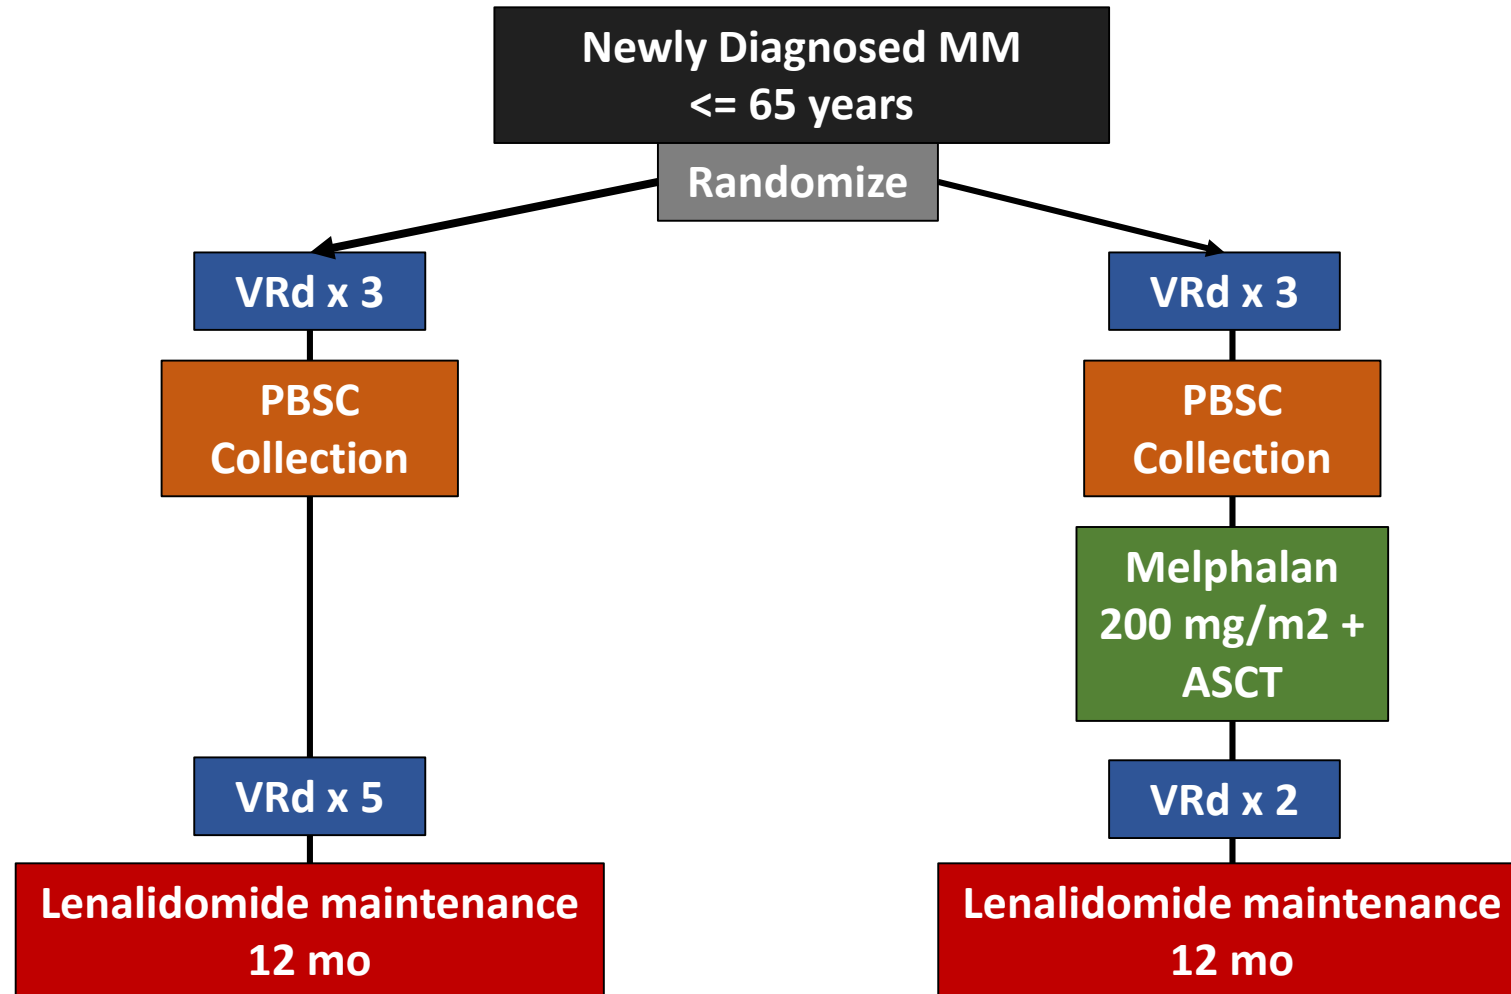 Newly Diagnosed MM
<= 65 years
Randomize
VRd x 3
PBSC
Collection
VRd x 5
Lenalidomide maintenance
12 mo
VRd x 3
PBSC
Collection
Melphalan
200 mg/m2 +
ASCT
VRd x 2
Lenalidomide maintenance
12 mo